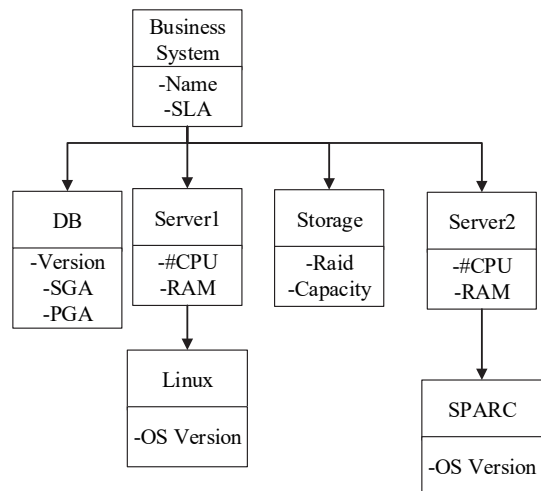 Business
System
-Name
-SLA
DB
-Version
-SGA
-PGA
Server1
-#CPU
-RAM
Storage
-Raid
-Capacity
Server2
-#CPU
-RAM
Linux
-OS Version
SPARC
-OS Version